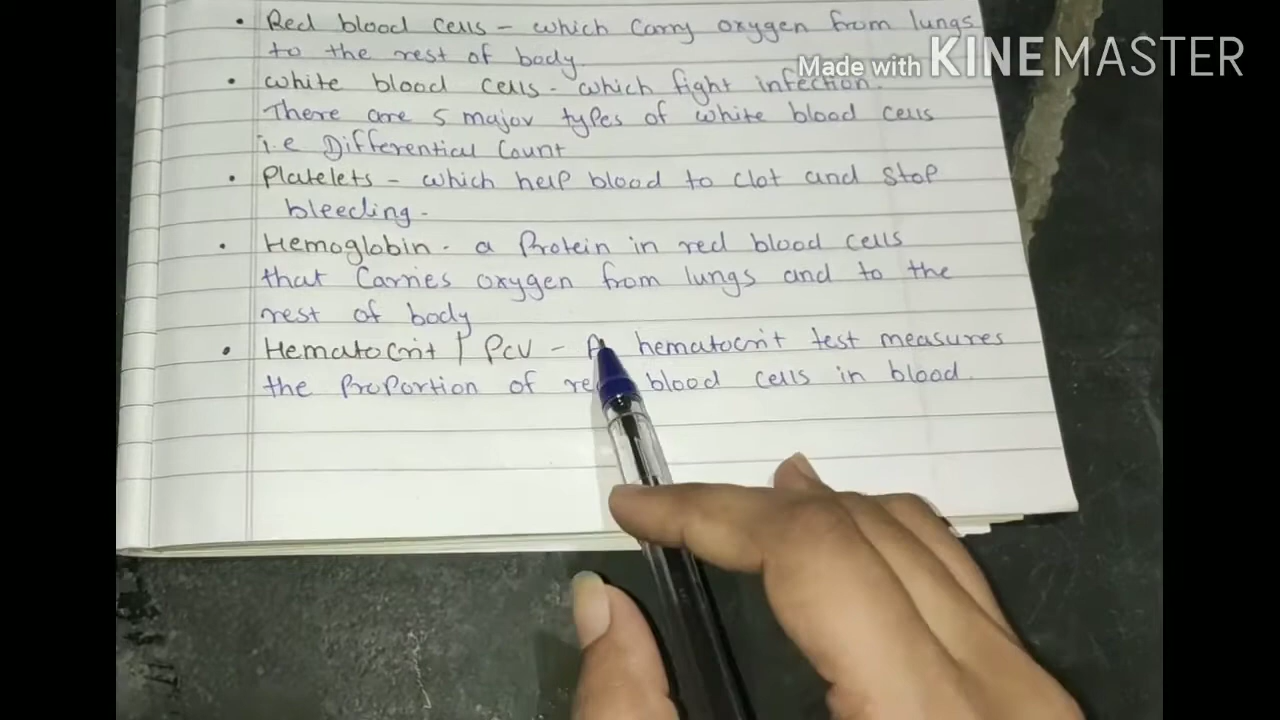 • Red blood cells - which carry oxygen from lungs
to the rest of body
Made with KINEMASTER
• White blood cells - which fight infection.
There are 5 major types of white blood cells
i.e Differential Count
• Platelets - which help blood to clot and stop
bleeding -
• Hemoglobin - a Protein in red blood cells
that Carries oxygen from lungs and to the
rest of body
• Hematocrit / PCV - A hematocrit test measures
the Proportion of red blood cells in blood.